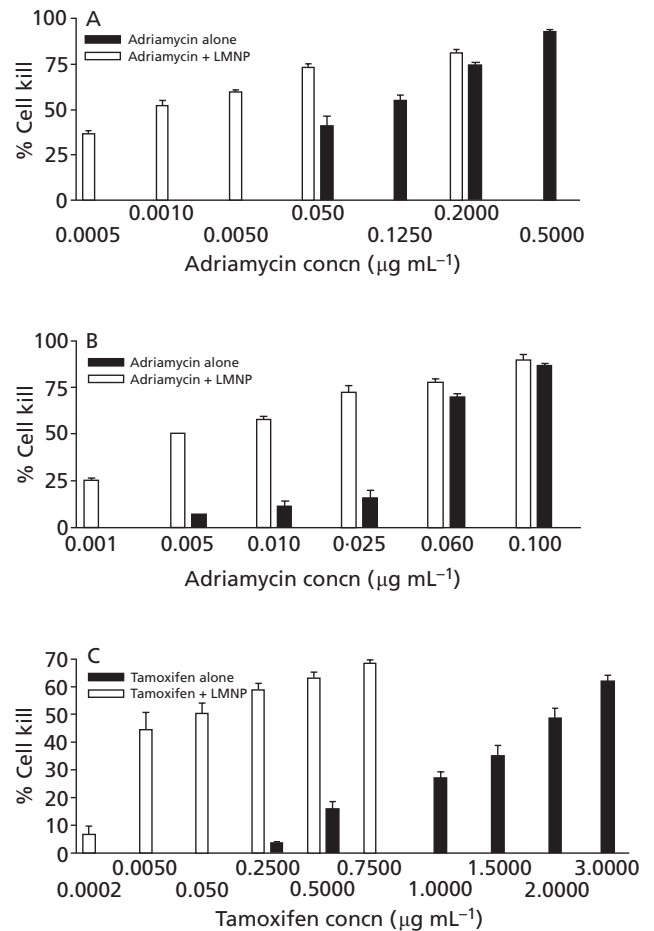 A
100
Adriamycin alone
Adriamycin + LMNP
75
50
25
0
% Cell kill
0.0010 0.050 0.2000
0.0005 0.0050 0.1250 0.5000
Adriamycin concn (μg mL⁻¹)
B
100
Adriamycin alone
Adriamycin + LMNP
75
50
25
0
% Cell kill
0.001 0.005 0.010 0·025 0.060 0.100
Adriamycin concn (μg mL⁻¹)
C
70
Tamoxifen alone
Tamoxifen + LMNP
60
50
40
30
20
10
0
% Cell kill
0.0050 0.2500 0.7500 1.5000 3.0000
0.0002 0.050 0.5000 1.0000 2.0000
Tamoxifen concn (μg mL⁻¹)